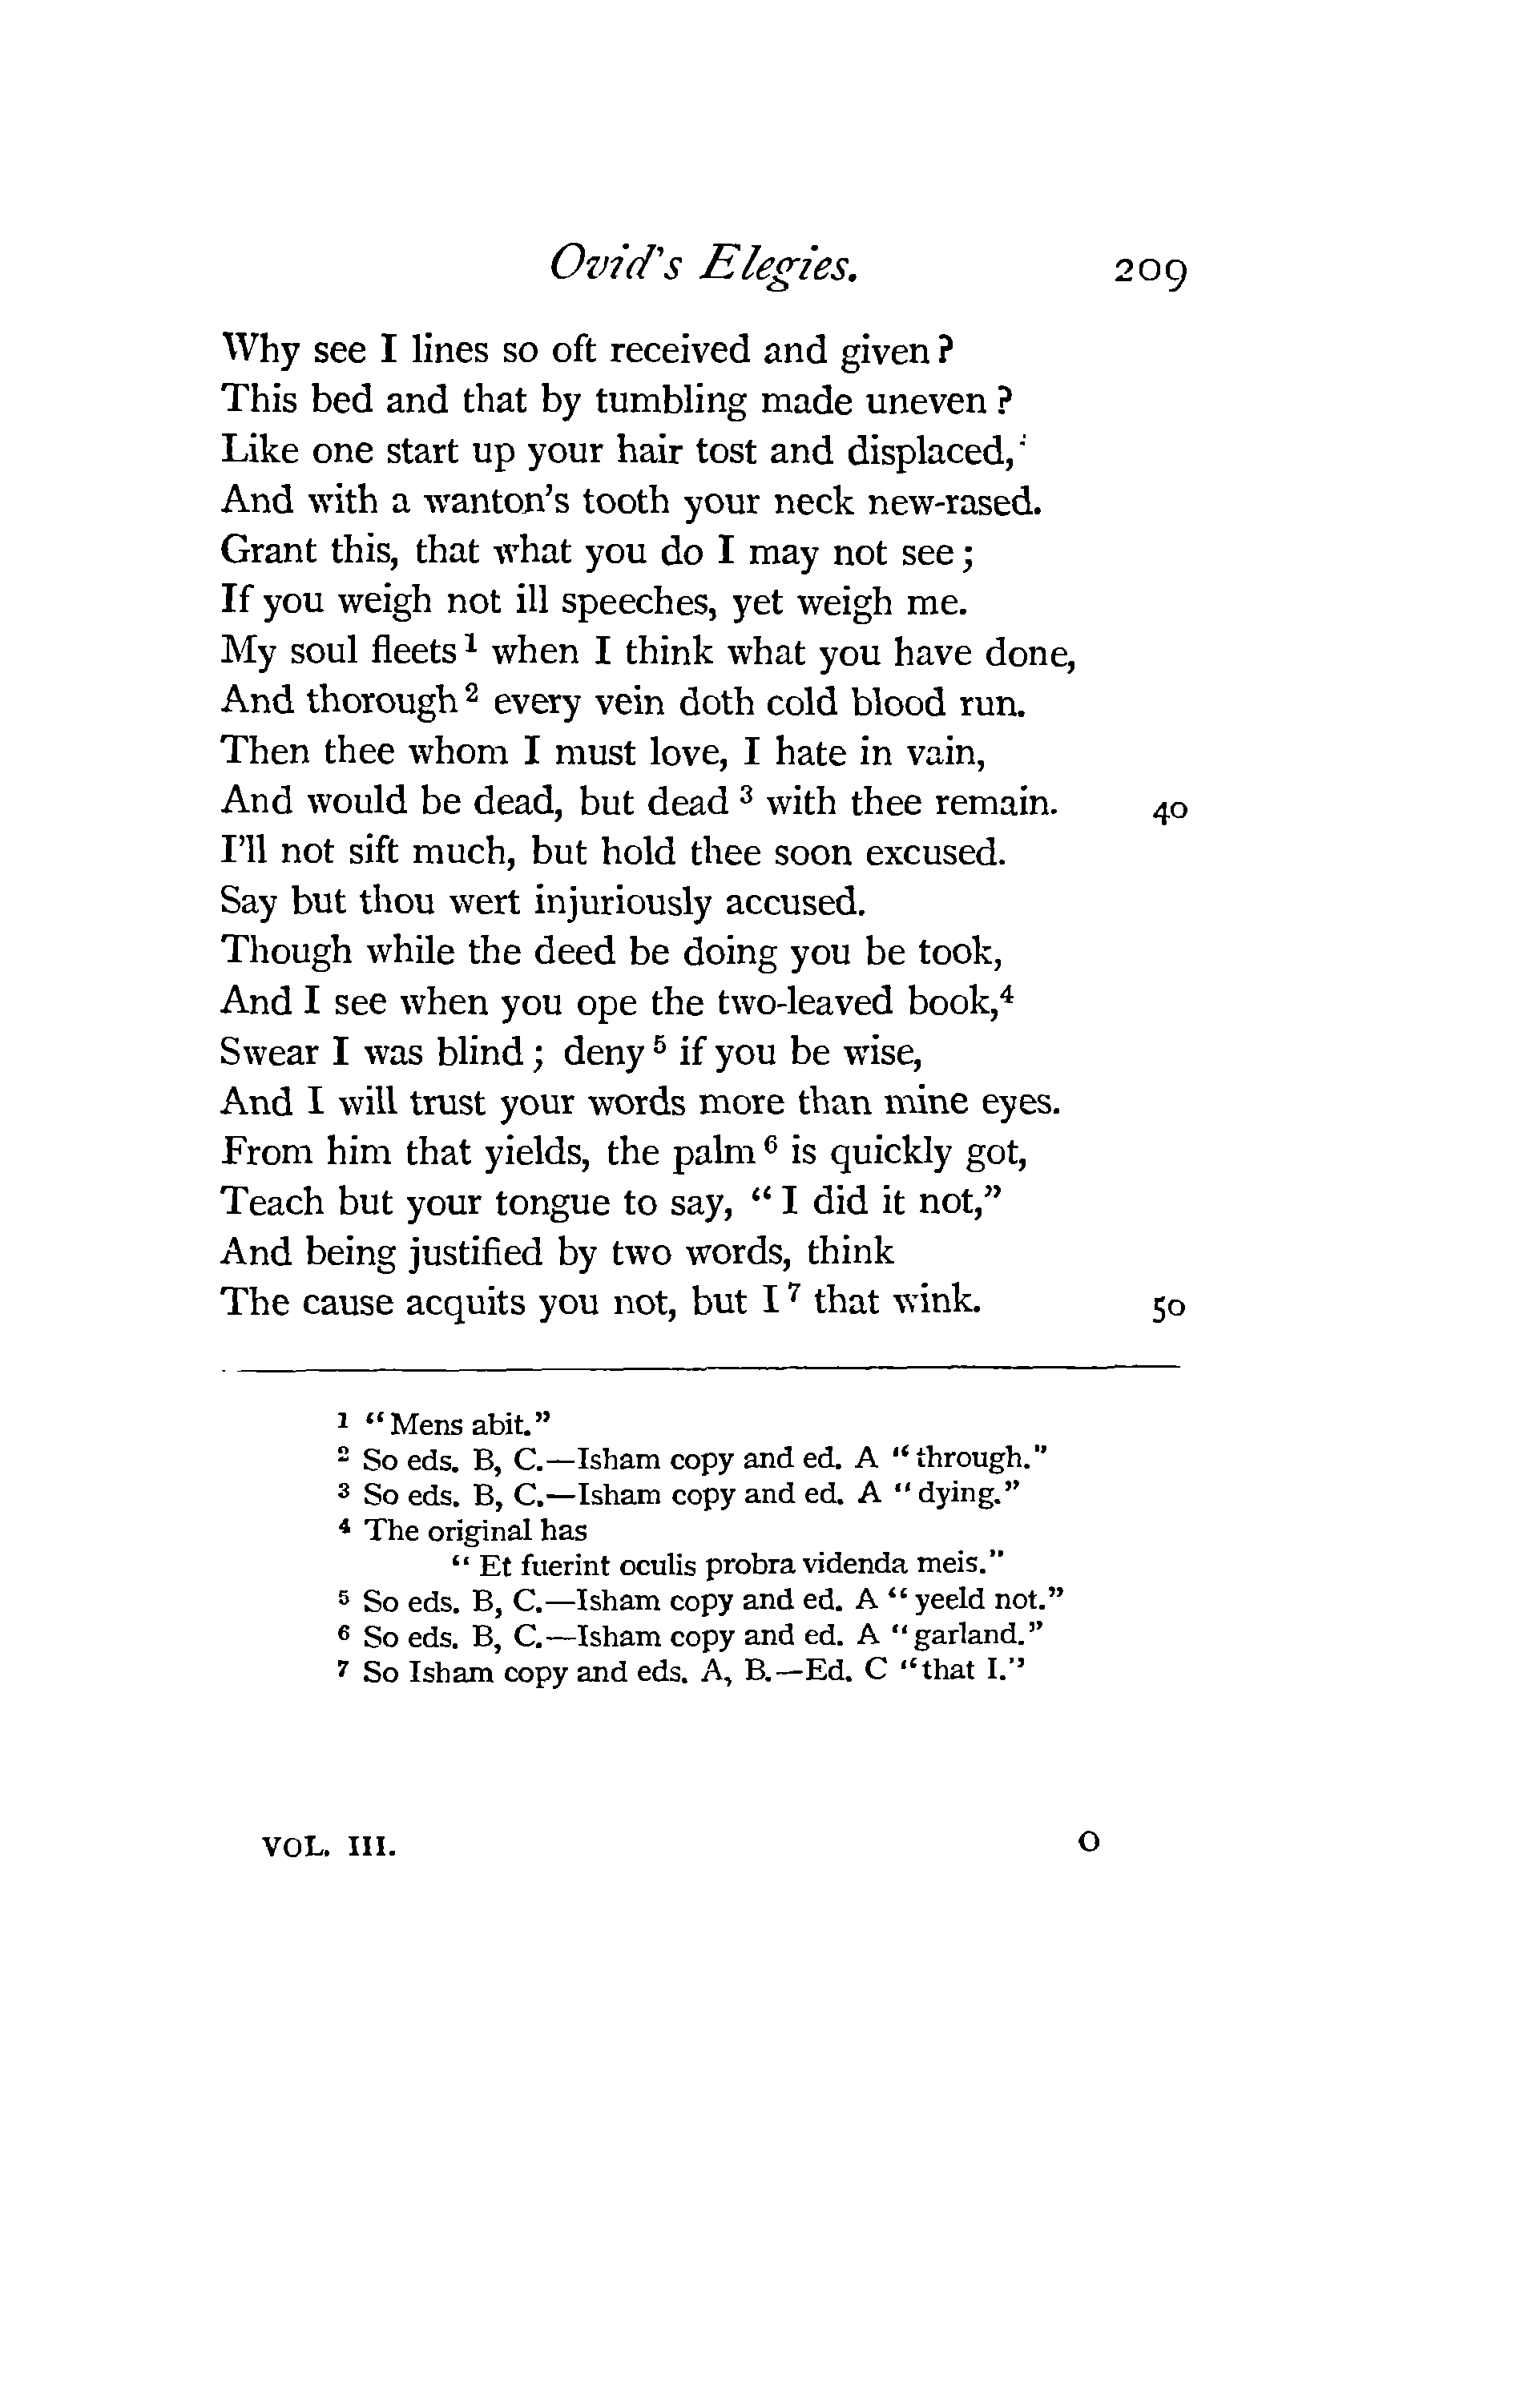 Ovid's Elegies. 209
Why see I lines so oft received and given?
This bed and that by tumbling made uneven?
Like one start up your hair tost and displaced,
And with a wanton's tooth your neck new-rased.
Grant this, that what you do I may not see;
If you weigh not ill speeches, yet weigh me.
My soul fleets¹ when I think what you have done,
And thorough² every vein doth cold blood run.
Then thee whom I must love, I hate in vain,
And would be dead, but dead³ with thee remain. 40
I'll not sift much, but hold thee soon excused.
Say but thou wert injuriously accused.
Though while the deed be doing you be took,
And I see when you ope the two-leaved book,⁴
Swear I was blind; deny⁵ if you be wise,
And I will trust your words more than mine eyes.
From him that yields, the palm⁶ is quickly got,
Teach but your tongue to say, "I did it not,"
And being justified by two words, think
The cause acquits you not, but I⁷ that wink. 50
¹ "Mens abit."
² So eds. B, C.—Isham copy and ed. A "through."
³ So eds. B, C.—Isham copy and ed. A "dying."
⁴ The original has
"Et fuerint oculis probra videnda meis."
⁵ So eds. B, C.—Isham copy and ed. A "yeeld not."
⁶ So eds. B, C.—Isham copy and ed. A "garland."
⁷ So Isham copy and eds. A, B.—Ed. C "that I."
VOL. III. O